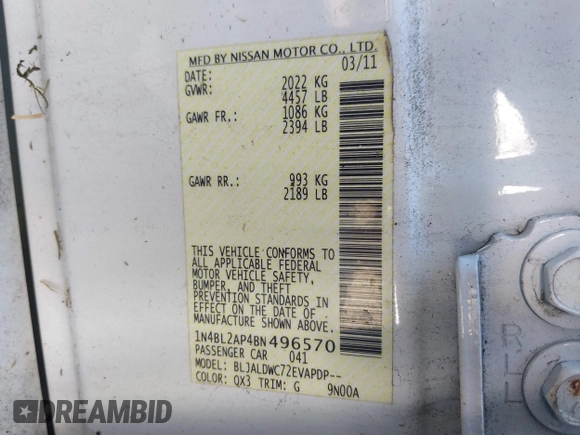 MFD BY NISSAN MOTOR CO., LTD.
DATE: 03/11
GVWR: 2022 KG
4457 LB
GAWR FR.: 1086 KG
2394 LB
GAWR RR.: 993 KG
2189 LB
THIS VEHICLE CONFORMS TO
ALL APPLICABLE FEDERAL
MOTOR VEHICLE SAFETY,
BUMPER, AND THEFT
PREVENTION STANDARDS IN
EFFECT ON THE DATE OF
MANUFACTURE SHOWN ABOVE.
1N4BL2AP4BN496570
PASSENGER CAR 041
MODEL: BLJALDWC72EVAPDP--
COLOR: QX3 TRIM: G 9N00A